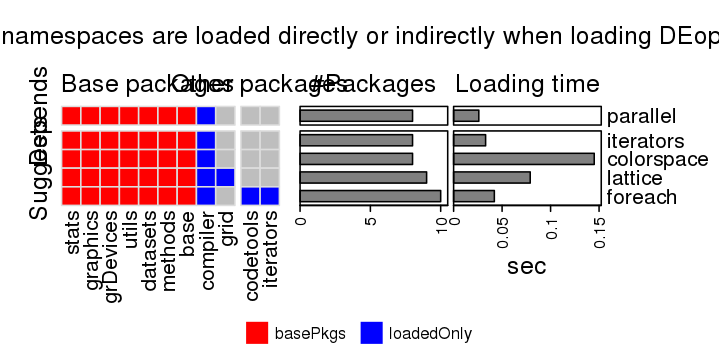 namespaces are loaded directly or indirectly when loading DEop
Base packages
Other packages
#Packages
Loading time
Depends
Suggests
parallel
iterators
colorspace
lattice
foreach
stats
graphics
grDevices
utils
datasets
methods
base
compiler
grid
codetools
iterators
0
5
10
0
0.05
0.1
0.15
sec
basePkgs
loadedOnly